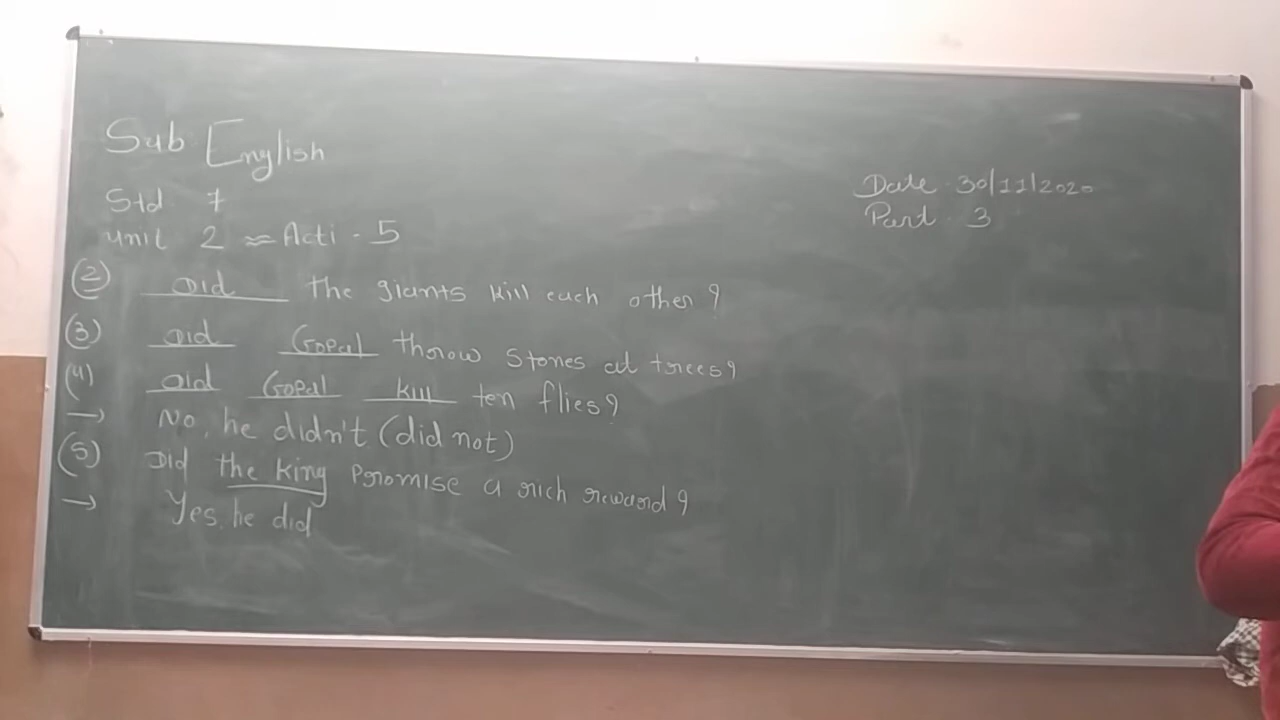 Sub English
Std 7
Date 30/11/2020
unit 2 ≈ Acti - 5
Part - 3
(2) Did the giants kill each other?
(3) Did Gopal throw stones at trees?
(4) Did Gopal kill ten flies?
→ No, he didn't (did not)
(5) Did the king promise a rich reward?
→ Yes, he did